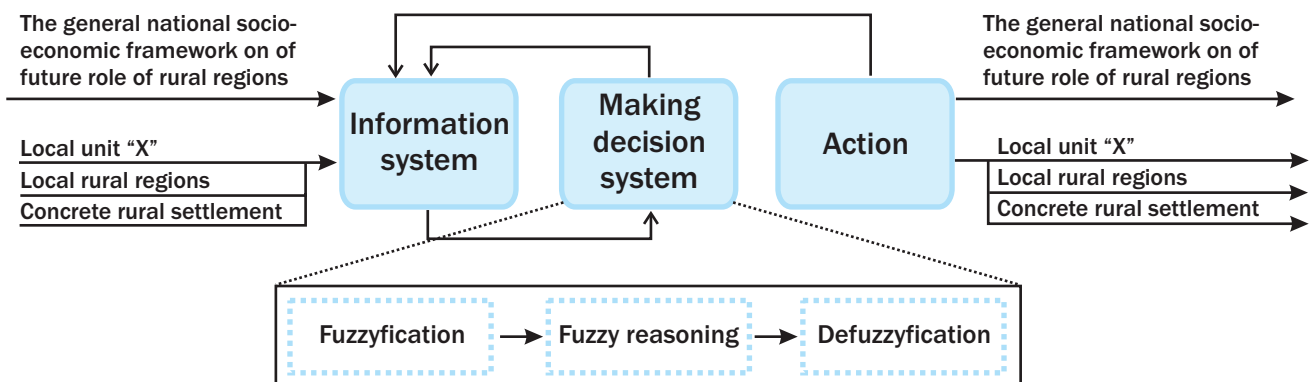 The general national socio-
economic framework on of
future role of rural regions
Local unit “X”
Local rural regions
Concrete rural settlement
Information
system
Making
decision
system
Action
The general national socio-
economic framework on of
future role of rural regions
Local unit “X”
Local rural regions
Concrete rural settlement
Fuzzyfication
Fuzzy reasoning
Defuzzyfication